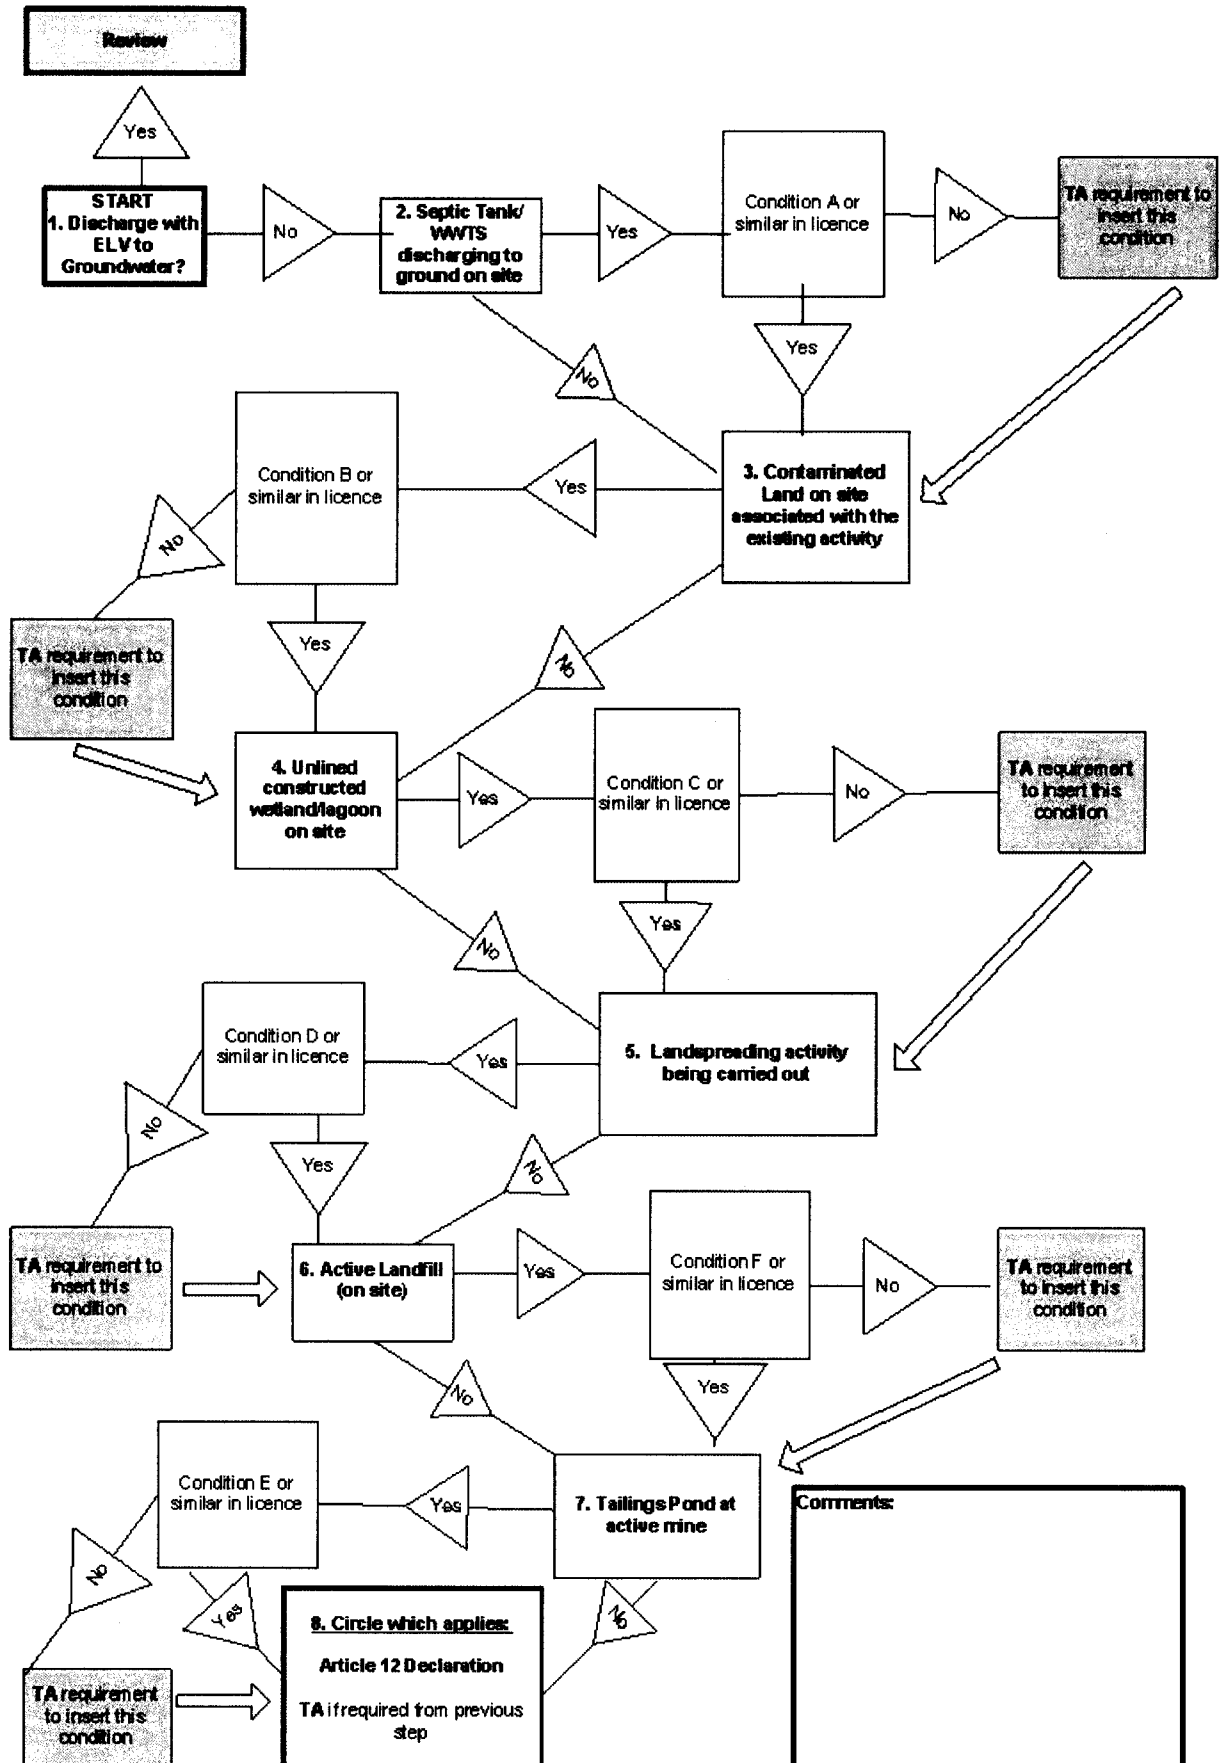 Review
Yes
START
1. Discharge with
ELV to
Groundwater?
No
2. Septic Tank/
WWTS
discharging to
ground on site
Yes
Condition A or
similar in licence
No
TA requirement to
insert this
condition
Yes
No
3. Contaminated
Land on site
associated with the
existing activity
Yes
Condition B or
similar in licence
No
TA requirement to
insert this
condition
Yes
No
4. Unlined
constructed
wetland/lagoon
on site
Yes
Condition C or
similar in licence
No
TA requirement
to insert this
condition
Yes
No
5. Landspreading activity
being carried out
Yes
Condition D or
similar in licence
No
TA requirement to
insert this
condition
Yes
No
6. Active Landfill
(on site)
Yes
Condition F or
similar in licence
No
TA requirement
to insert this
condition
Yes
No
7. Tailings Pond at
active mine
Yes
Condition E or
similar in licence
No
TA requirement
to insert this
condition
Yes
No
8. Circle which applies:
Article 12 Declaration
TA if required from previous
step
Comments: